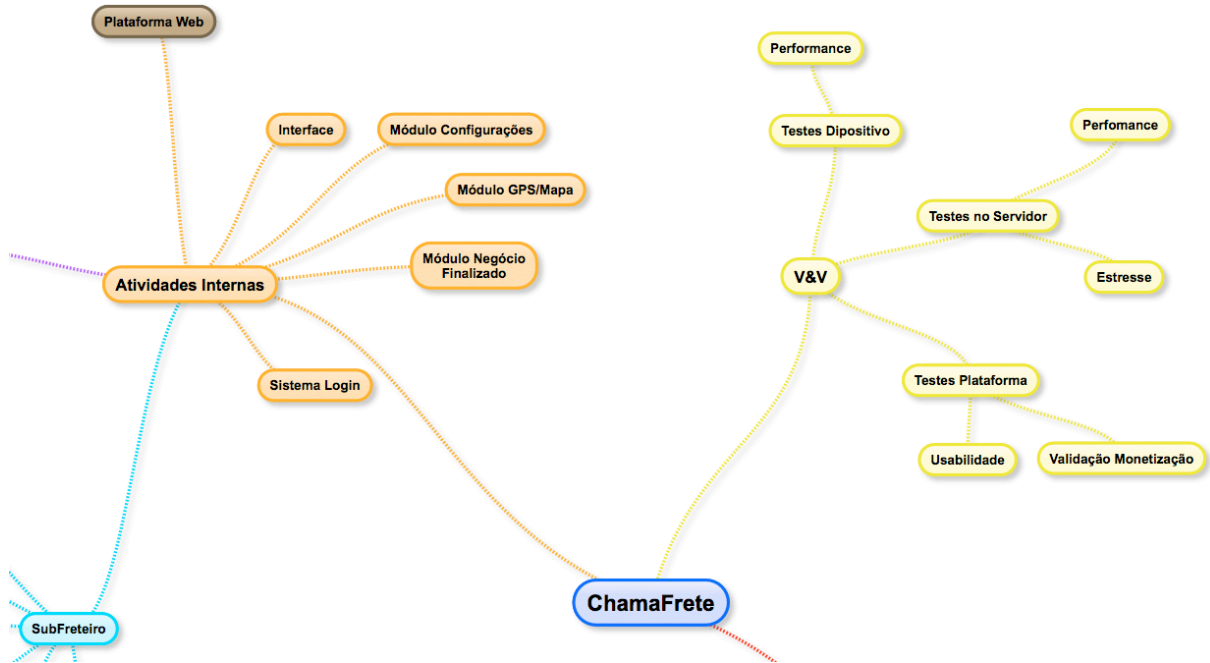 Plataforma Web
Performance
Interface
Módulo Configurações
Testes Dipositivo
Perfomance
Módulo GPS/Mapa
Testes no Servidor
Módulo Negócio
Finalizado
Atividades Internas
V&V
Estresse
Sistema Login
Testes Plataforma
Usabilidade
Validação Monetização
ChamaFrete
SubFreteiro